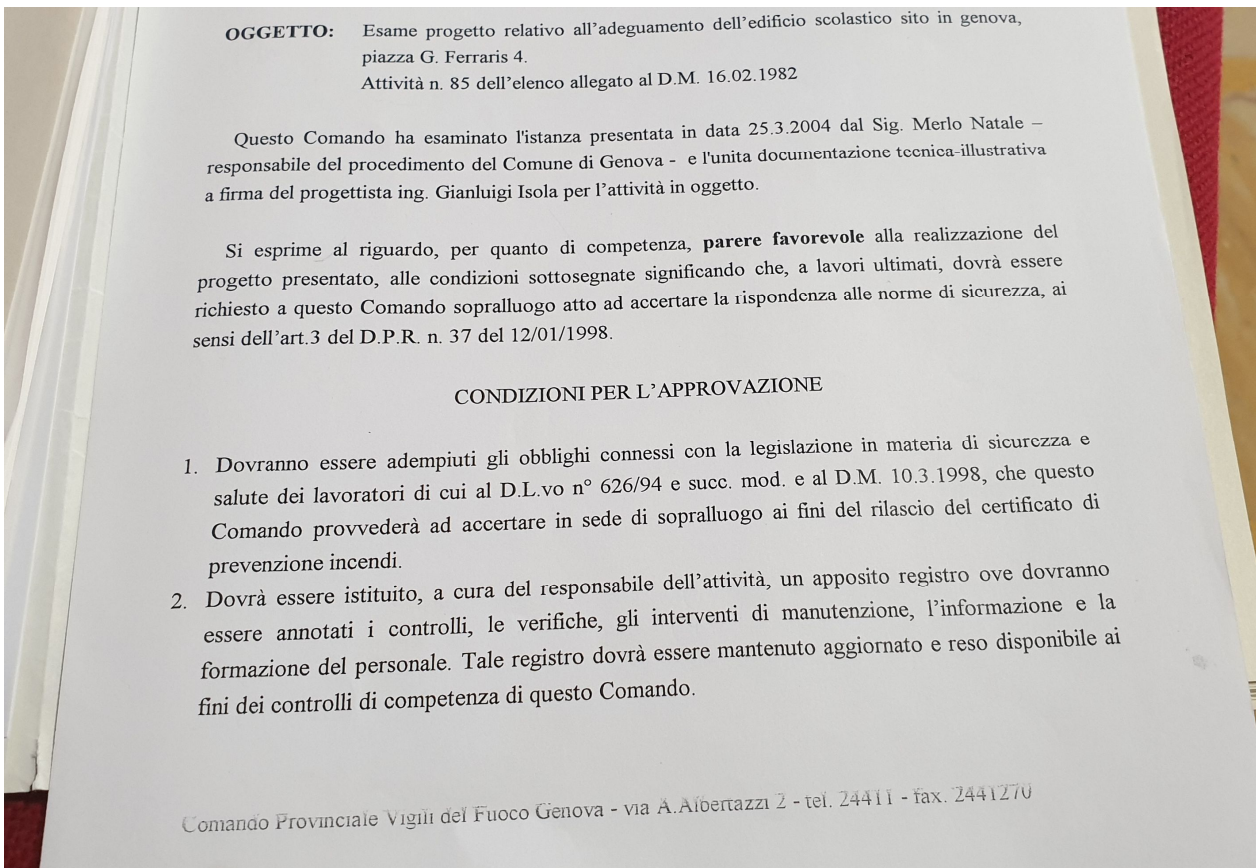 OGGETTO: Esame progetto relativo all'adeguamento dell'edificio scolastico sito in genova,
piazza G. Ferraris 4.
Attività n. 85 dell'elenco allegato al D.M. 16.02.1982
Questo Comando ha esaminato l'istanza presentata in data 25.3.2004 dal Sig. Merlo Natale –
responsabile del procedimento del Comune di Genova - e l'unita documentazione tecnica-illustrativa
a firma del progettista ing. Gianluigi Isola per l'attività in oggetto.
Si esprime al riguardo, per quanto di competenza, parere favorevole alla realizzazione del
progetto presentato, alle condizioni sottosegnate significando che, a lavori ultimati, dovrà essere
richiesto a questo Comando sopralluogo atto ad accertare la rispondenza alle norme di sicurezza, ai
sensi dell'art.3 del D.P.R. n. 37 del 12/01/1998.
CONDIZIONI PER L'APPROVAZIONE
1. Dovranno essere adempiuti gli obblighi connessi con la legislazione in materia di sicurezza e
salute dei lavoratori di cui al D.L.vo n° 626/94 e succ. mod. e al D.M. 10.3.1998, che questo
Comando provvederà ad accertare in sede di sopralluogo ai fini del rilascio del certificato di
prevenzione incendi.
2. Dovrà essere istituito, a cura del responsabile dell'attività, un apposito registro ove dovranno
essere annotati i controlli, le verifiche, gli interventi di manutenzione, l'informazione e la
formazione del personale. Tale registro dovrà essere mantenuto aggiornato e reso disponibile ai
fini dei controlli di competenza di questo Comando.
Comando Provinciale Vigili del Fuoco Genova - via A.Albertazzi 2 - tel. 24411 - fax. 2441270